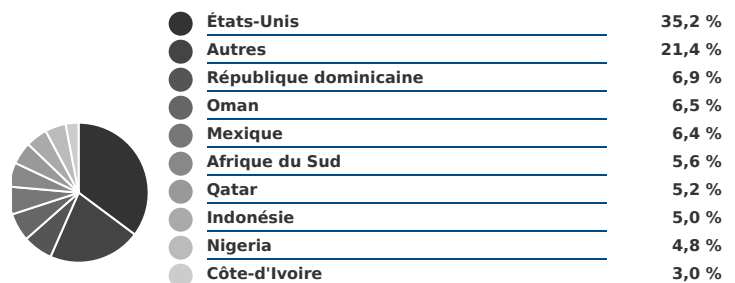 États-Unis 35,2 %
Autres 21,4 %
République dominicaine 6,9 %
Oman 6,5 %
Mexique 6,4 %
Afrique du Sud 5,6 %
Qatar 5,2 %
Indonésie 5,0 %
Nigeria 4,8 %
Côte-d'Ivoire 3,0 %